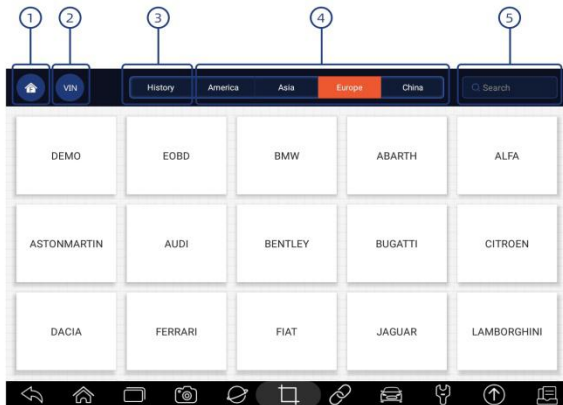 1 2 3 4 5
VIN History America Asia Europe China Search
DEMO EOBD BMW ABARTH ALFA
ASTONMARTIN AUDI BENTLEY BUGATTI CITROEN
DACIA FERRARI FIAT JAGUAR LAMBORGHINI